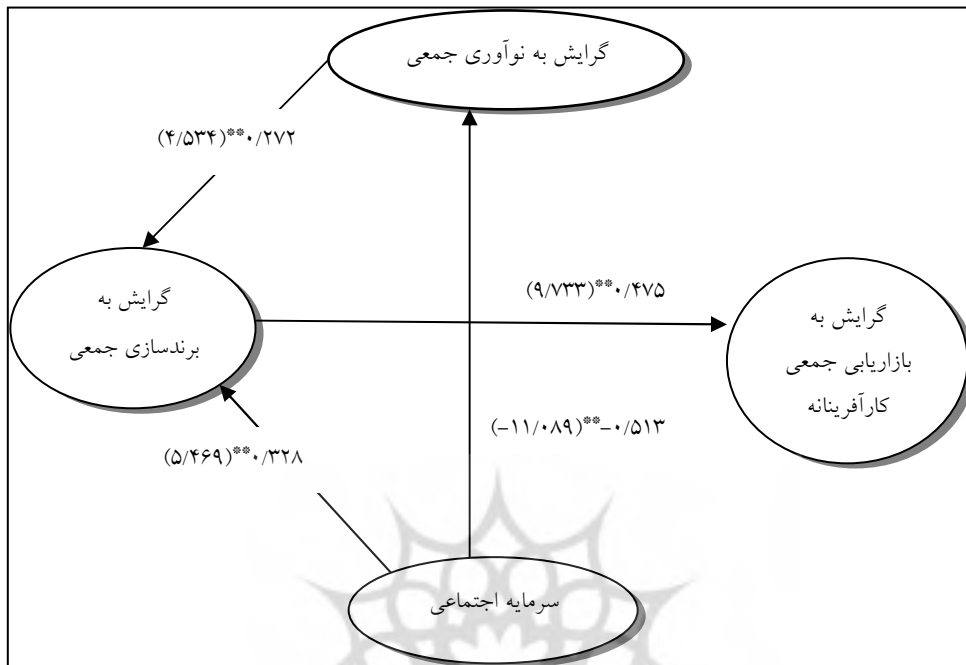 گرایش به نوآوری جمعی
(۴/۵۳۴)**۰/۲۷۲
گرایش به
برندسازی جمعی
(۹/۷۳۳)**۰/۴۷۵
گرایش به
بازاریابی جمعی
کارآفرینانه
(-۱۱/۰۸۹)**-۰/۵۱۳
(۵/۴۶۹)**۰/۳۲۸
سرمایه اجتماعی